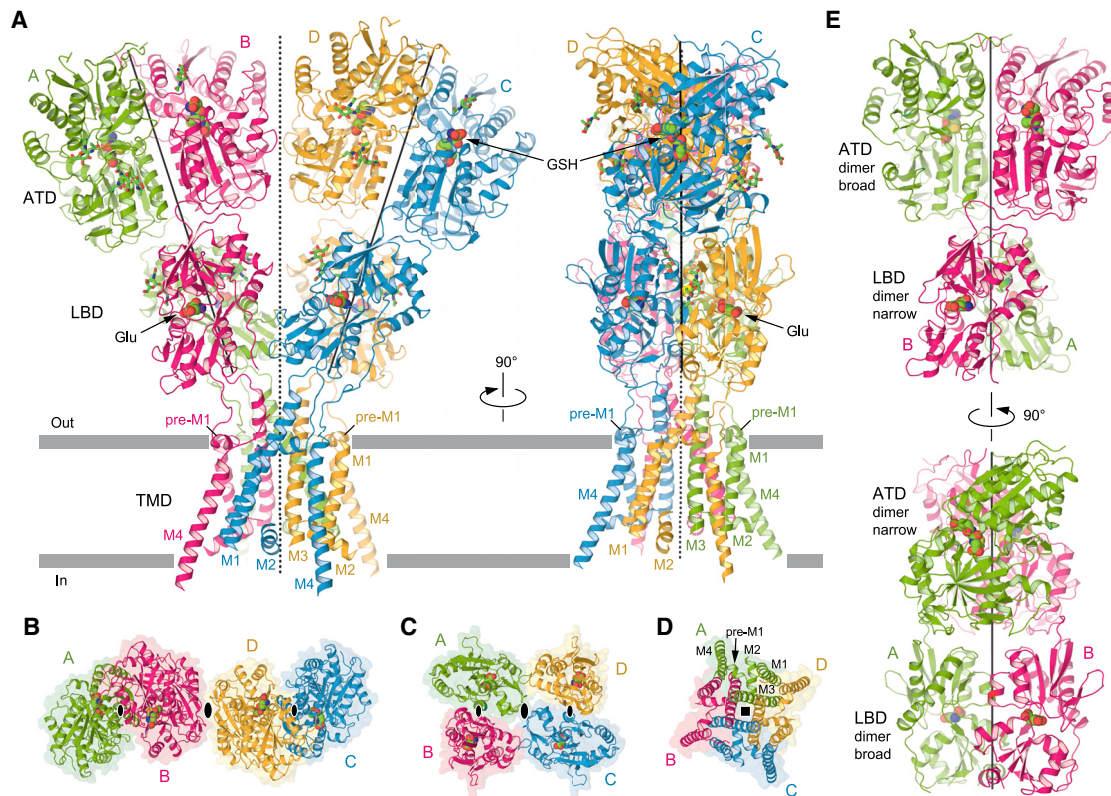 A
A
B
D
C
ATD
LBD
Glu
Out
pre-M1
pre-M1
M1
TMD
M4
M1
M2
M3
M4
M2
M4
In
D
C
GSH
Glu
90°
pre-M1
pre-M1
M1
M4
M4
M1
M2
M3
M2
B
A
B
D
C
C
A
D
B
C
D
A
pre-M1
M4
M2
M1
M3
D
B
C
E
ATD
dimer
broad
LBD
dimer
narrow
B
A
90°
ATD
dimer
narrow
A
B
LBD
dimer
broad